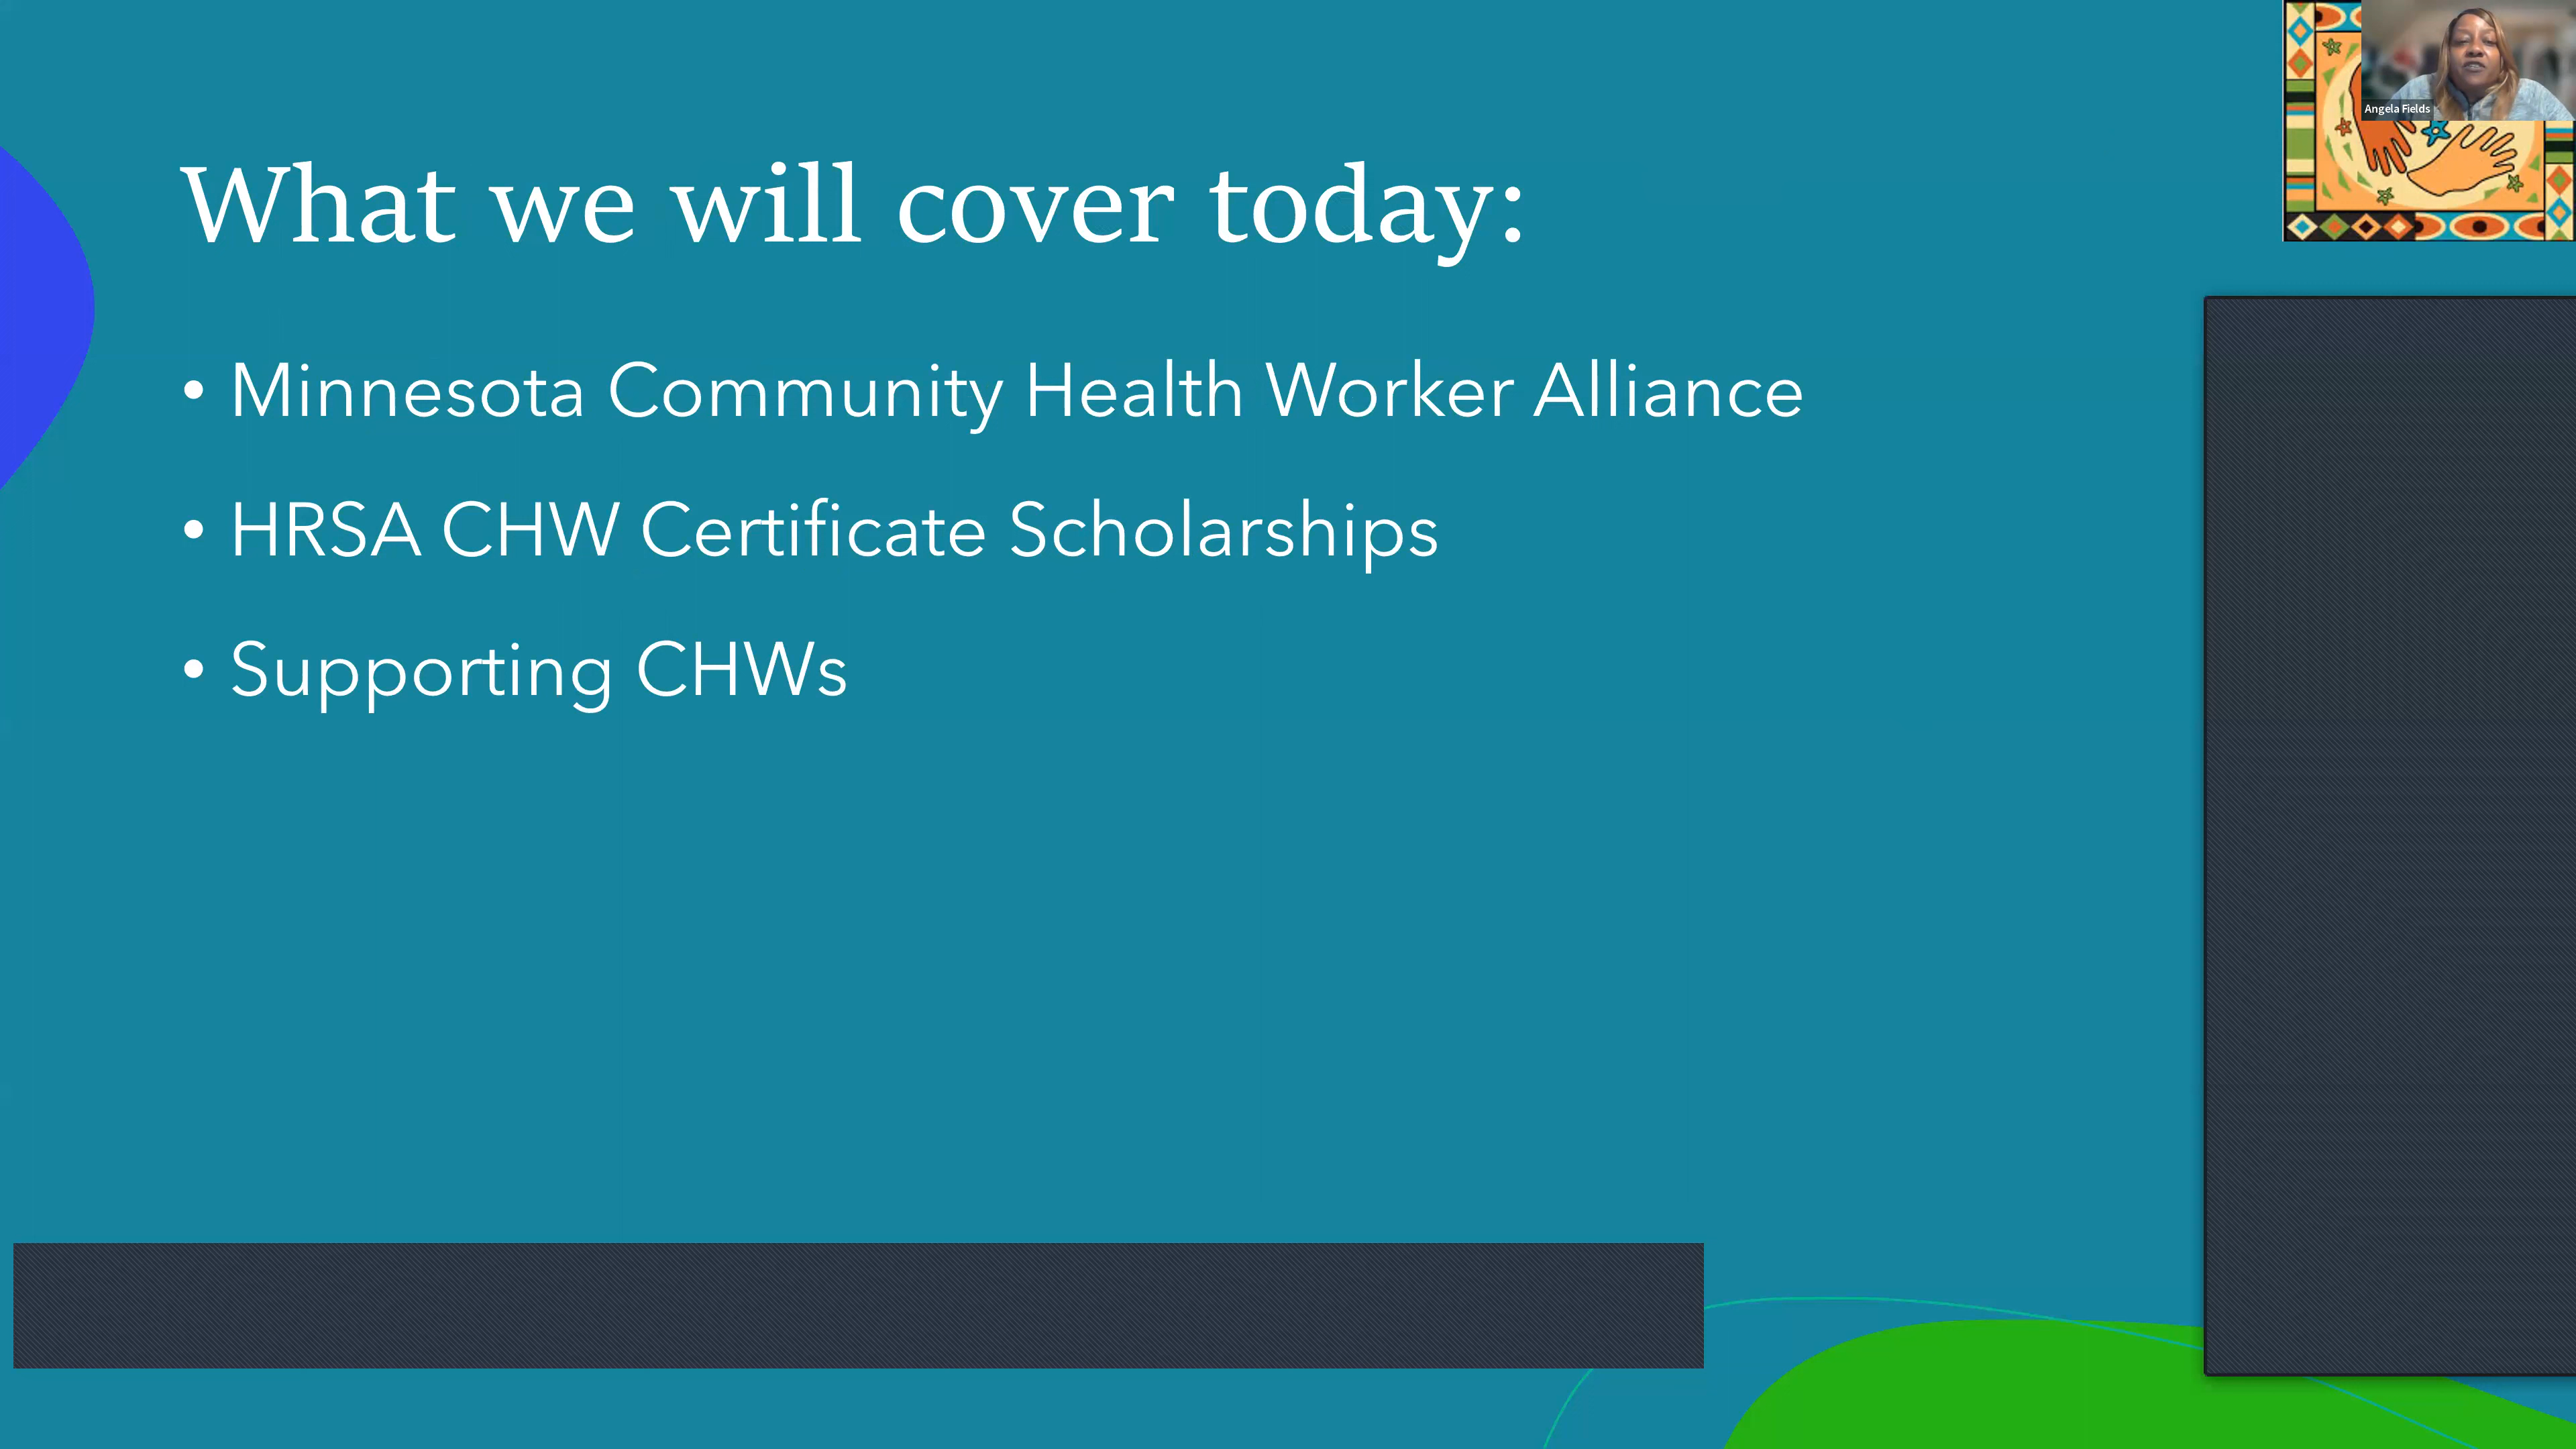 Angela Fields
What we will cover today:
• Minnesota Community Health Worker Alliance
• HRSA CHW Certificate Scholarships
• Supporting CHWs